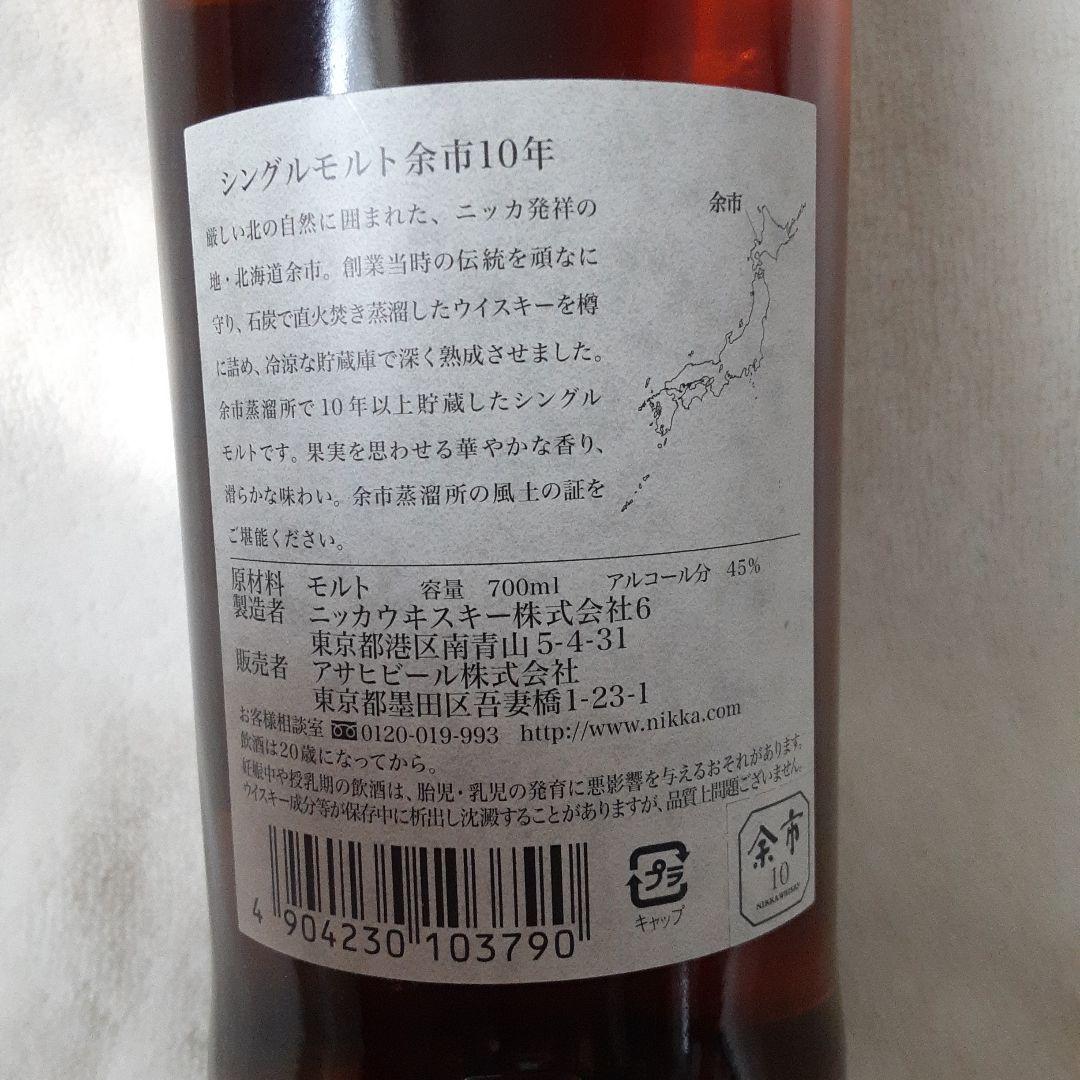 シングルモルト余市10年
厳しい北の自然に囲まれた、ニッカ発祥の
地・北海道余市。創業当時の伝統を頑なに
守り、石炭で直火焚き蒸溜したウイスキーを樽
に詰め、冷涼な貯蔵庫で深く熟成させました。
余市蒸溜所で10年以上貯蔵したシングル
モルトです。果実を思わせる華やかな香り、
滑らかな味わい。余市蒸溜所の風土の証を
ご堪能ください。
余市
原材料 モルト 容量 700ml アルコール分 45%
製造者 ニッカウヰスキー株式会社6
東京都港区南青山5-4-31
販売者 アサヒビール株式会社
東京都墨田区吾妻橋1-23-1
お客様相談室 0120-019-993 http://www.nikka.com
飲酒は20歳になってから。
妊娠中や授乳期の飲酒は、胎児・乳児の発育に悪影響を与えるおそれがあります。
ウイスキー成分等が保存中に析出し沈澱することがありますが、品質上問題ございません。
4 904230 103790
プラ
キャップ
余市
10
NIKKA WHISKY